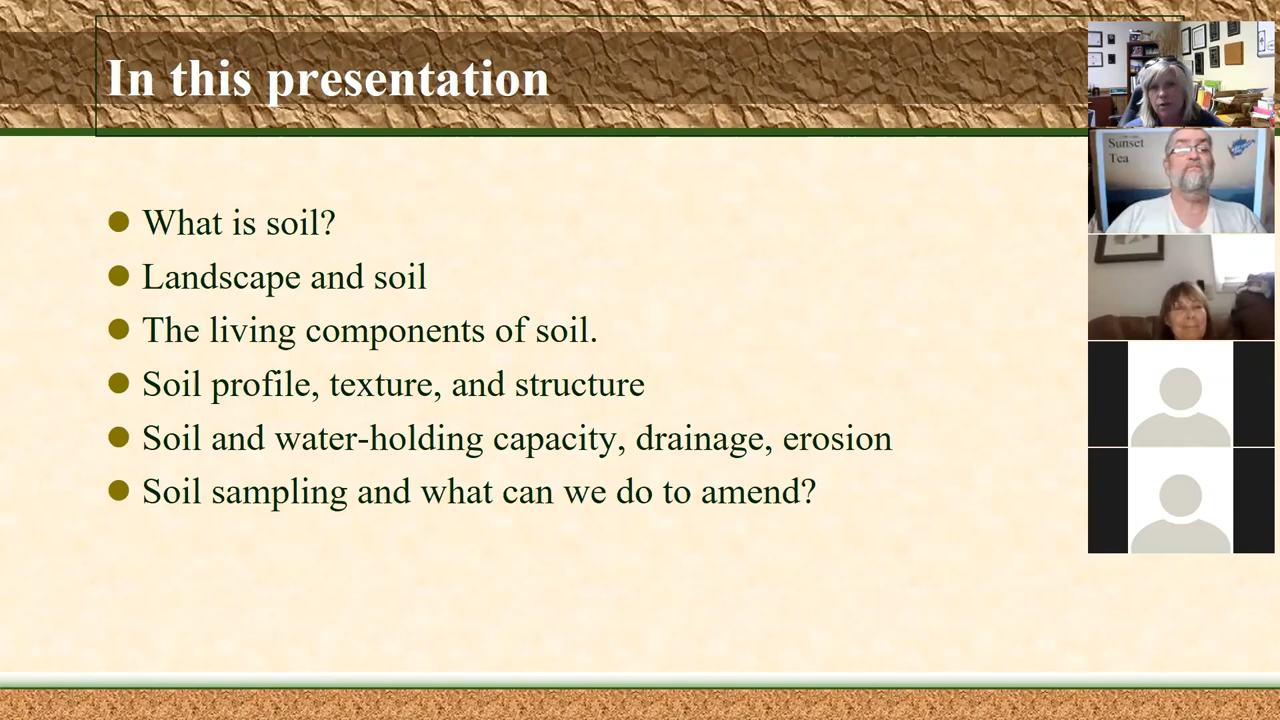 In this presentation
What is soil?
Landscape and soil
The living components of soil.
Soil profile, texture, and structure
Soil and water-holding capacity, drainage, erosion
Soil sampling and what can we do to amend?
Sunset
Tea